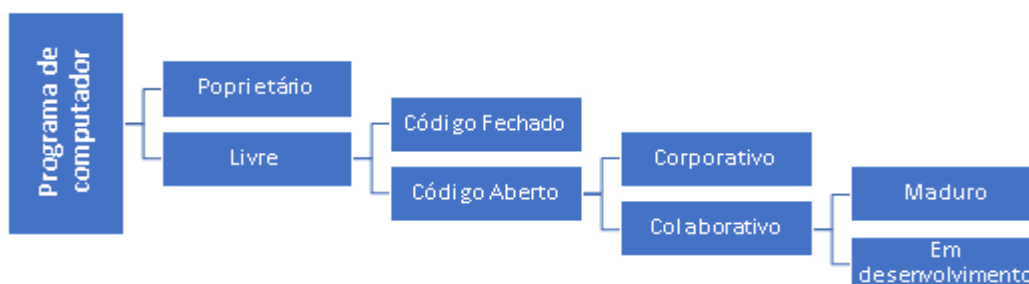 Programa de
computador
Poprietário
Livre
Código Fechado
Código Aberto
Corporativo
Colaborativo
Maduro
Em
desenvolvimento